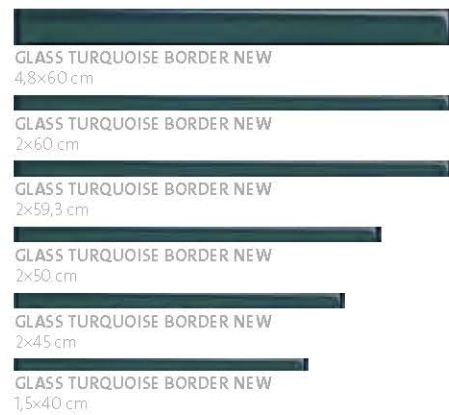 GLASS TURQUOISE BORDER NEW
4,8×60 cm
GLASS TURQUOISE BORDER NEW
2×60 cm
GLASS TURQUOISE BORDER NEW
2×59,3 cm
GLASS TURQUOISE BORDER NEW
2×50 cm
GLASS TURQUOISE BORDER NEW
2×45 cm
GLASS TURQUOISE BORDER NEW
1,5×40 cm